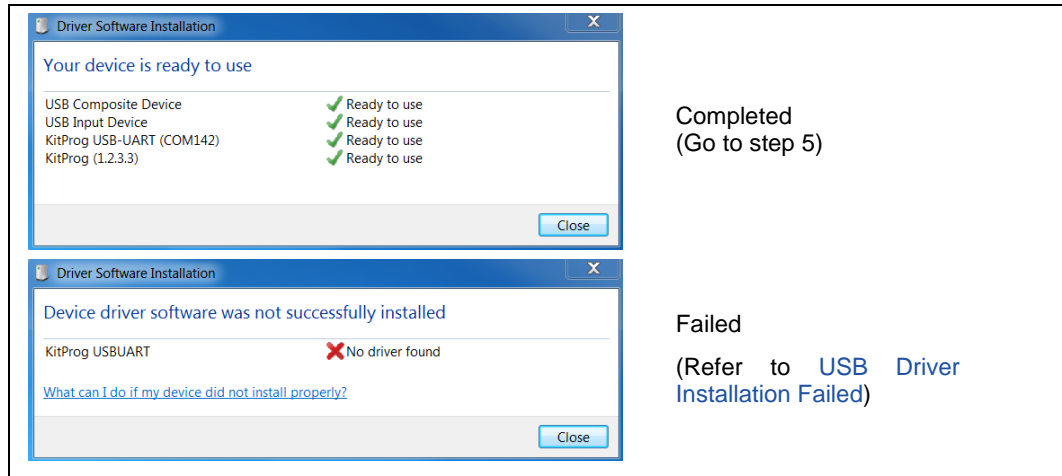 Driver Software Installation
X
Your device is ready to use
USB Composite Device Ready to use
USB Input Device Ready to use
KitProg USB-UART (COM142) Ready to use
KitProg (1.2.3.3) Ready to use
Close
Completed
(Go to step 5)
Driver Software Installation
X
Device driver software was not successfully installed
KitProg USBUART No driver found
What can I do if my device did not install properly?
Close
Failed
(Refer to USB Driver
Installation Failed)